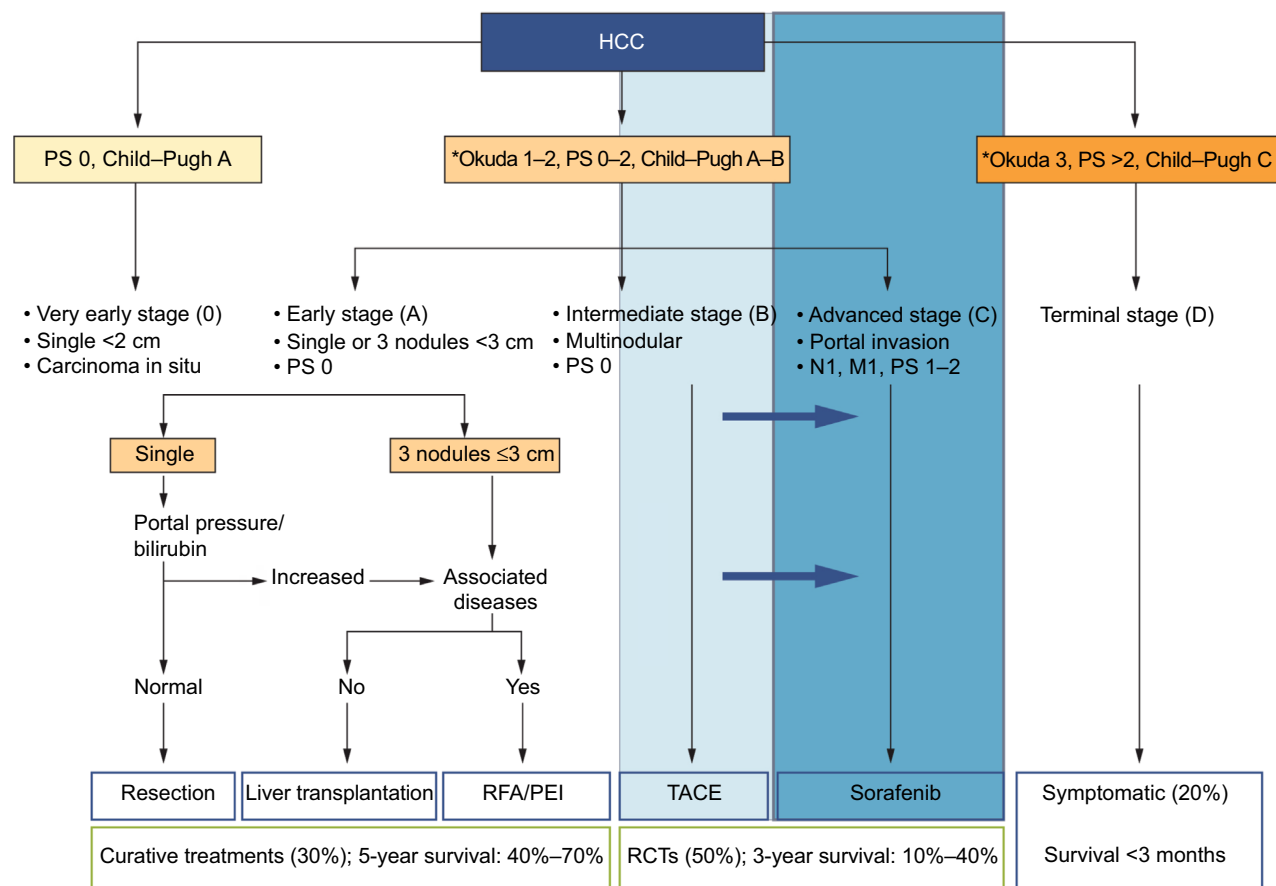 HCC
PS 0, Child–Pugh A
*Okuda 1–2, PS 0–2, Child–Pugh A–B
*Okuda 3, PS >2, Child–Pugh C
• Very early stage (0)
• Single <2 cm
• Carcinoma in situ
• Early stage (A)
• Single or 3 nodules <3 cm
• PS 0
• Intermediate stage (B)
• Multinodular
• PS 0
• Advanced stage (C)
• Portal invasion
• N1, M1, PS 1–2
Terminal stage (D)
Single
3 nodules ≤3 cm
Portal pressure/
bilirubin
Increased
Associated
diseases
Normal
No
Yes
Resection
Liver transplantation
RFA/PEI
TACE
Sorafenib
Symptomatic (20%)
Survival <3 months
Curative treatments (30%); 5-year survival: 40%–70%
RCTs (50%); 3-year survival: 10%–40%